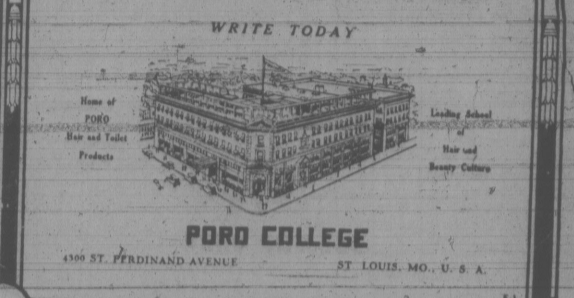 WRITE TODAY
Home of
PORO
Hair and Toilet
Products
Leading School
of
Hair and
Beauty Culture
PORO COLLEGE
4300 ST. FERDINAND AVENUE
ST LOUIS, MO., U. S. A.